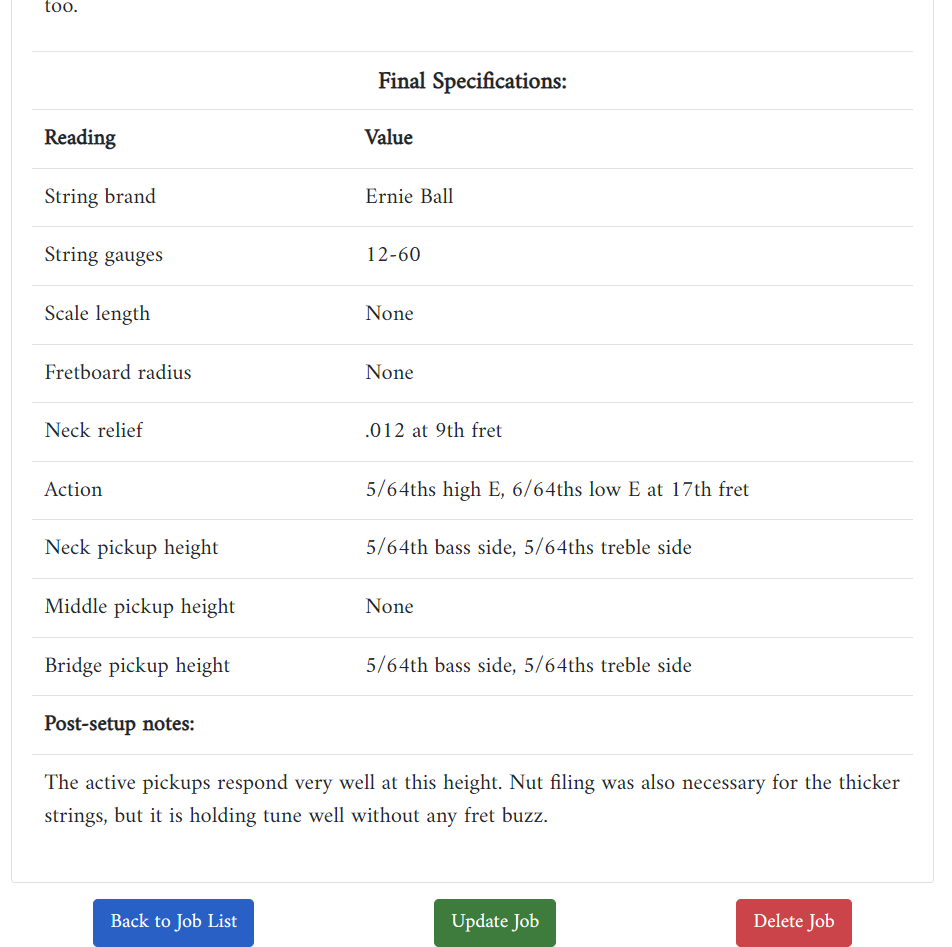 too.
Final Specifications:
Reading Value
String brand Ernie Ball
String gauges 12-60
Scale length None
Fretboard radius None
Neck relief .012 at 9th fret
Action 5/64ths high E, 6/64ths low E at 17th fret
Neck pickup height 5/64th bass side, 5/64ths treble side
Middle pickup height None
Bridge pickup height 5/64th bass side, 5/64ths treble side
Post-setup notes:
The active pickups respond very well at this height. Nut filing was also necessary for the thicker
strings, but it is holding tune well without any fret buzz.
Back to Job List Update Job Delete Job